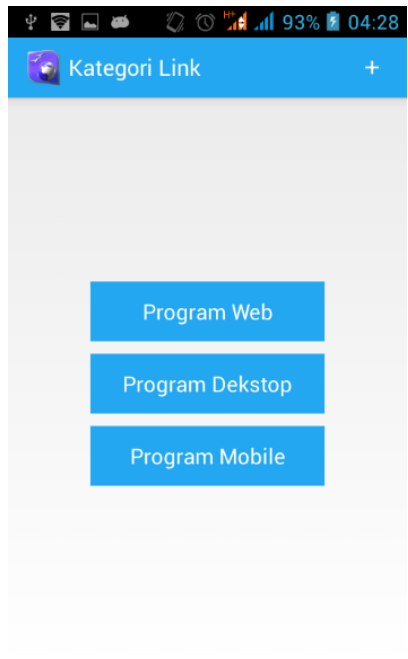 H+ 93% 04:28
Kategori Link +
Program Web
Program Dekstop
Program Mobile